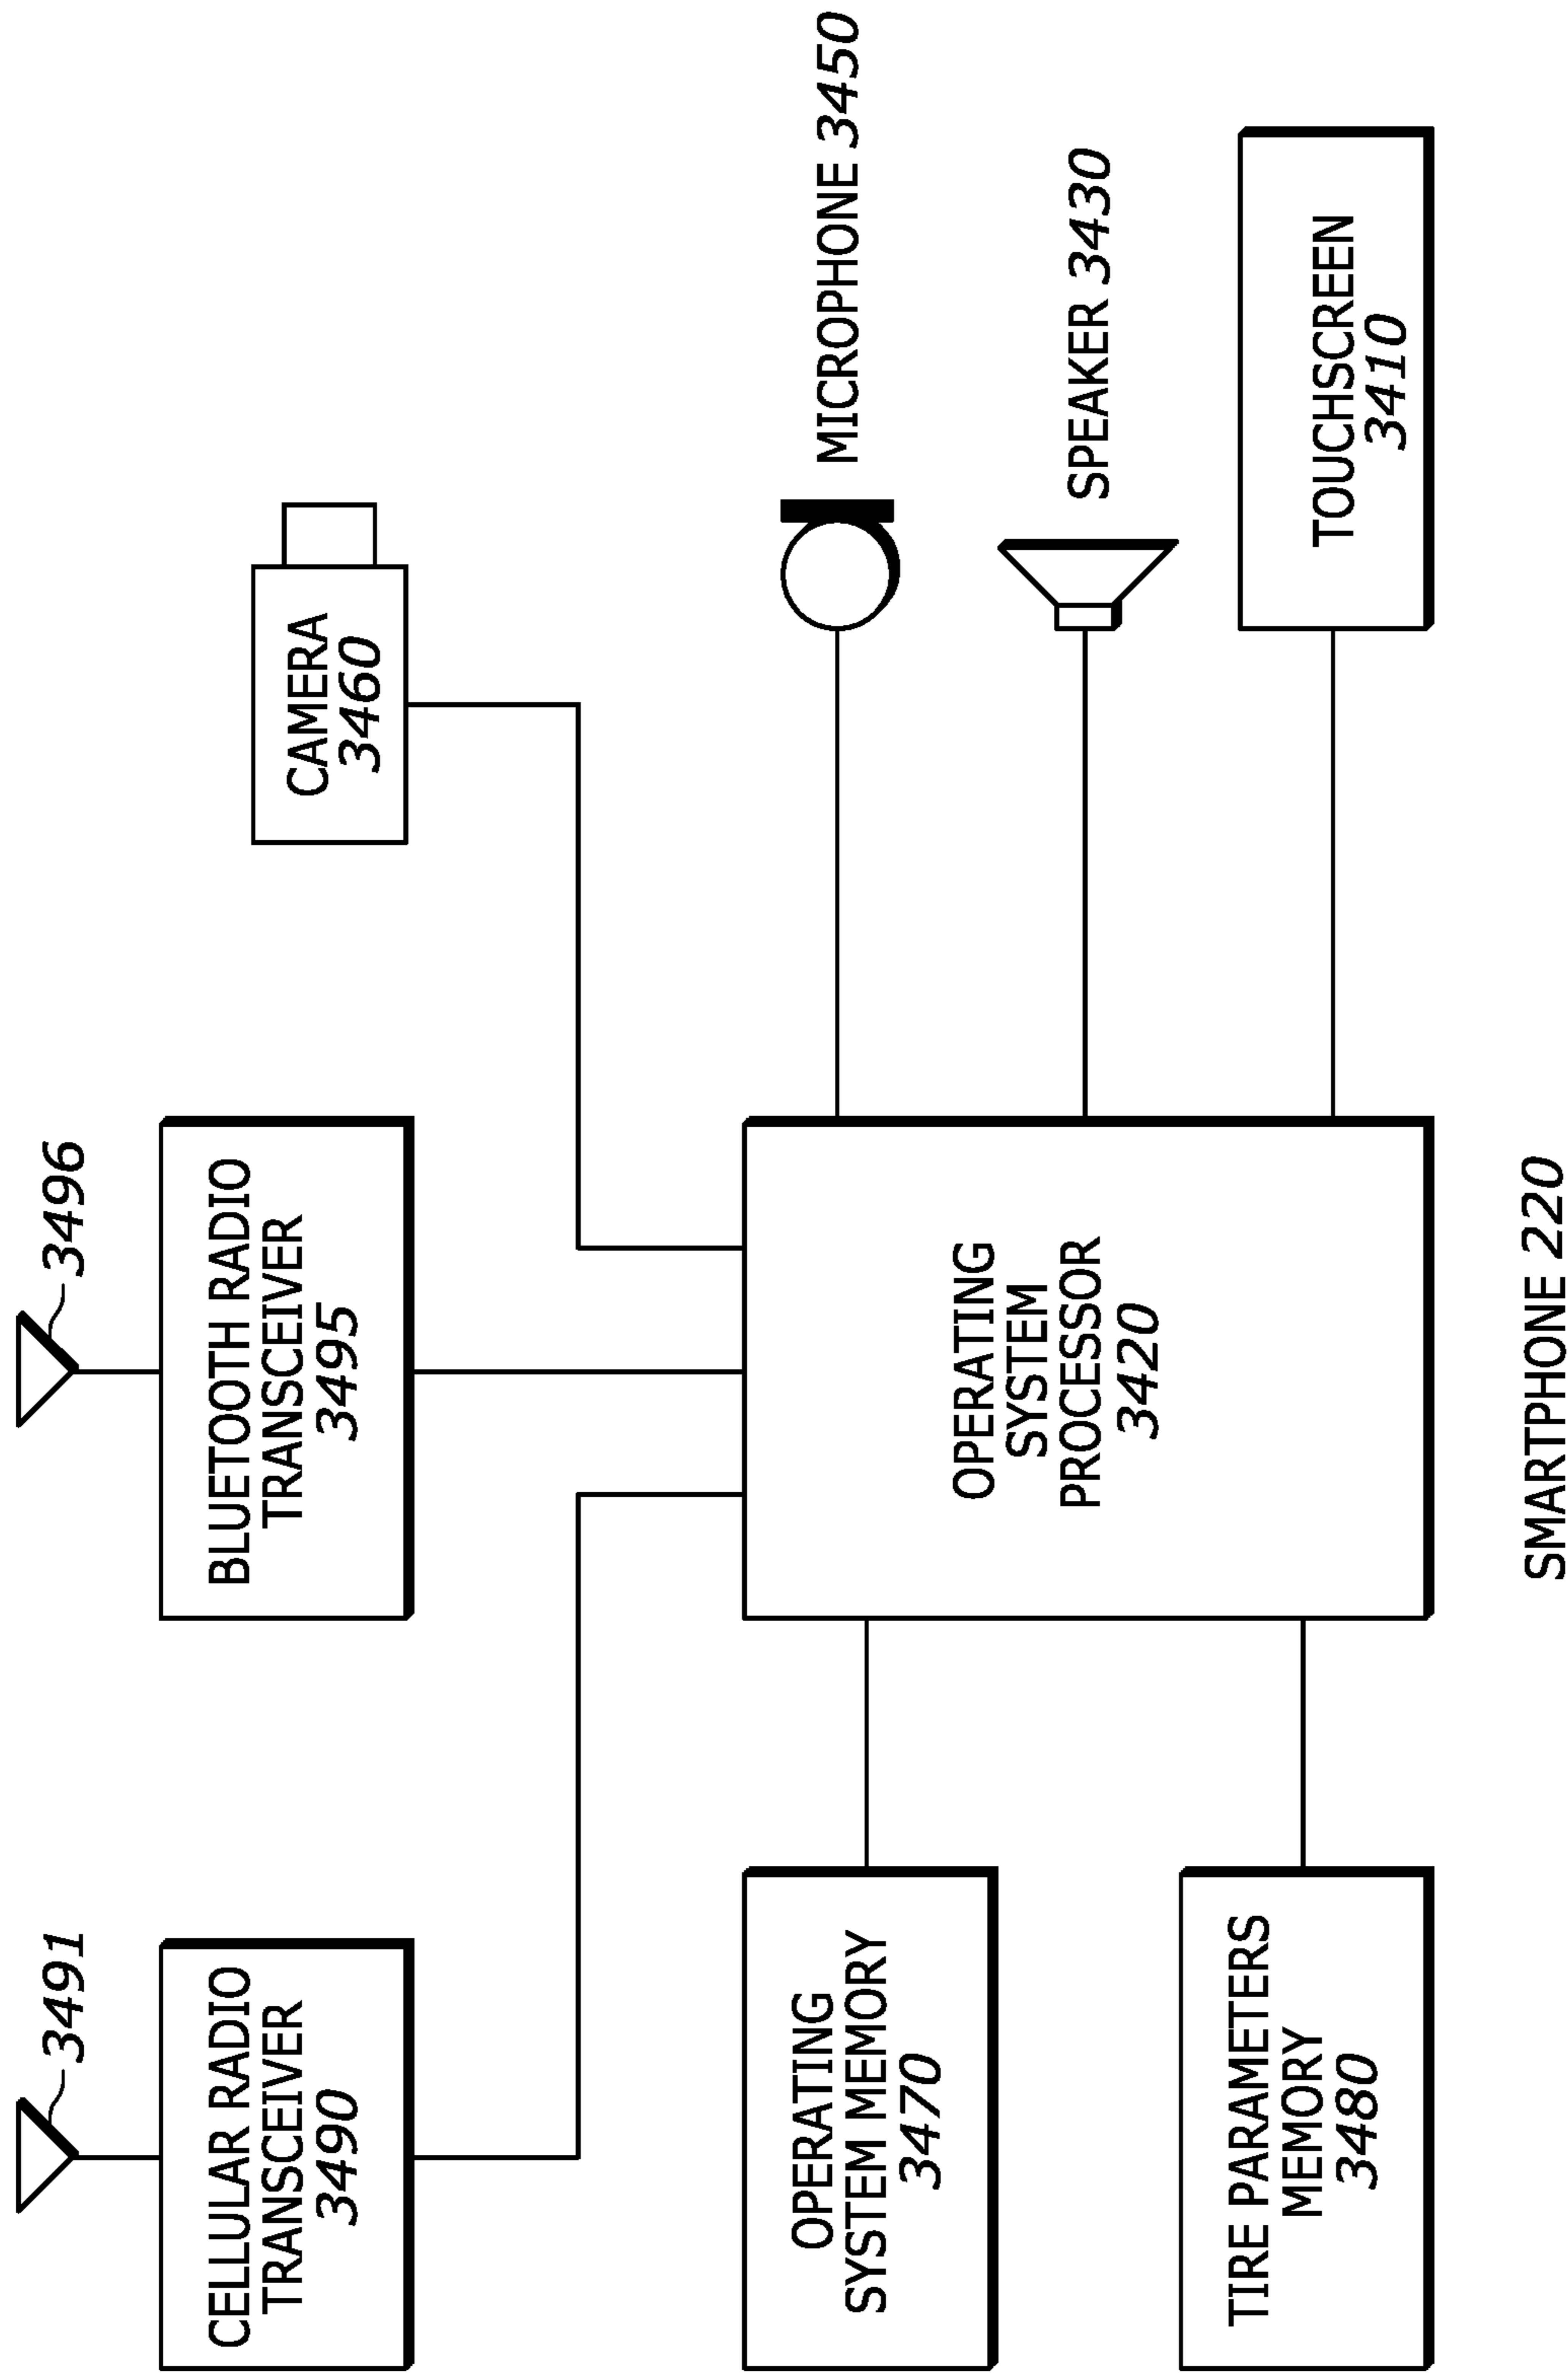 3491
3496
CELLULAR RADIO
TRANSCEIVER
3490
BLUETOOTH RADIO
TRANSCEIVER
3495
CAMERA
3460
OPERATING
SYSTEM MEMORY
3470
OPERATING
SYSTEM
PROCESSOR
3420
MICROPHONE 3450
SPEAKER 3430
TIRE PARAMETERS
MEMORY
3480
TOUCHSCREEN
3410
SMARTPHONE 220